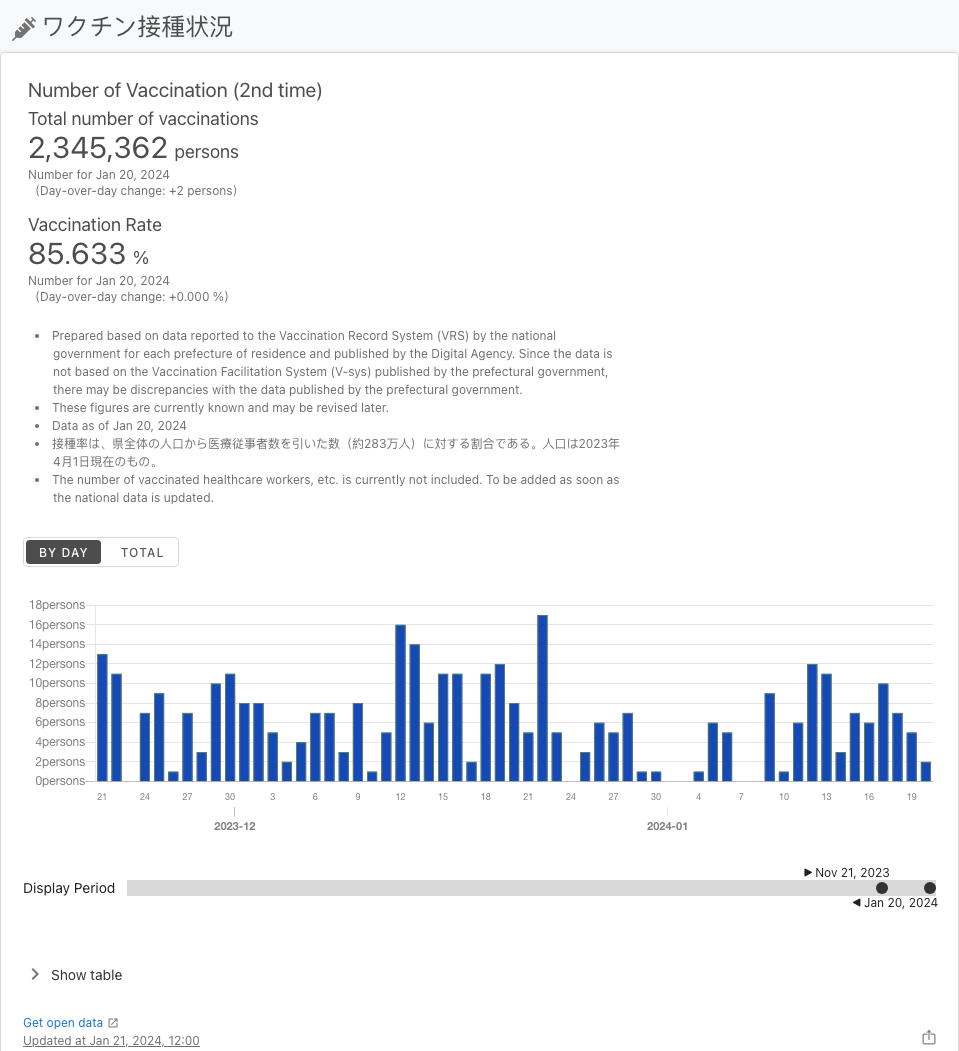 ワクチン接種状況
Number of Vaccination (2nd time)
Total number of vaccinations
2,345,362 persons
Number for Jan 20, 2024
(Day-over-day change: +2 persons)
Vaccination Rate
85.633 %
Number for Jan 20, 2024
(Day-over-day change: +0.000 %)
• Prepared based on data reported to the Vaccination Record System (VRS) by the national
government for each prefecture of residence and published by the Digital Agency. Since the data is
not based on the Vaccination Facilitation System (V-sys) published by the prefectural government,
there may be discrepancies with the data published by the prefectural government.
• These figures are currently known and may be revised later.
• Data as of Jan 20, 2024
• 接種率は、県全体の人口から医療従事者数を引いた数（約283万人）に対する割合である。人口は2023年
4月1日現在のもの。
• The number of vaccinated healthcare workers, etc. is currently not included. To be added as soon as
the national data is updated.
BY DAY TOTAL
18persons
16persons
14persons
12persons
10persons
8persons
6persons
4persons
2persons
0persons
21 24 27 30 3 6 9 12 15 18 21 24 27 30 4 7 10 13 16 19
2023-12 2024-01
▶ Nov 21, 2023
Display Period
◀ Jan 20, 2024
Show table
Get open data
Updated at Jan 21, 2024, 12:00